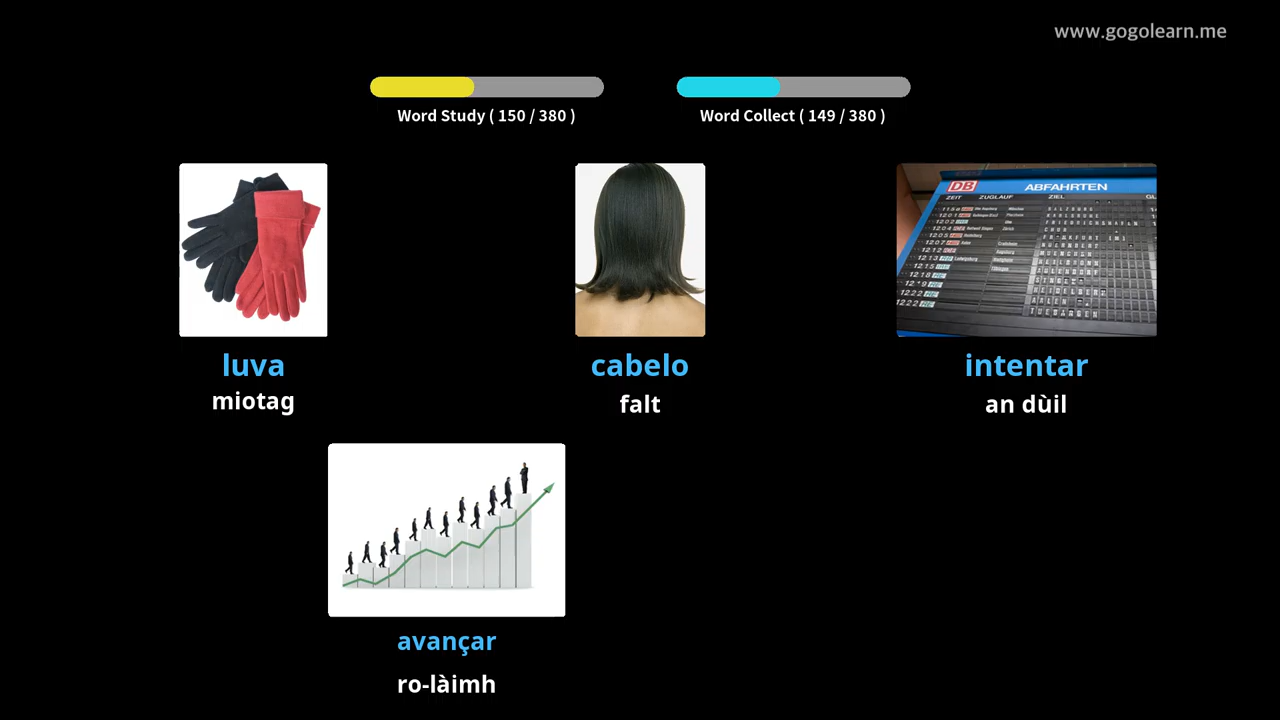 www.gogolearn.me
Word Study ( 150 / 380 )
Word Collect ( 149 / 380 )
DB ABFAHRTEN
ZEIT ZUGLAUF ZIEL
luva
miotag
cabelo
falt
intentar
an dùil
avançar
ro-làimh